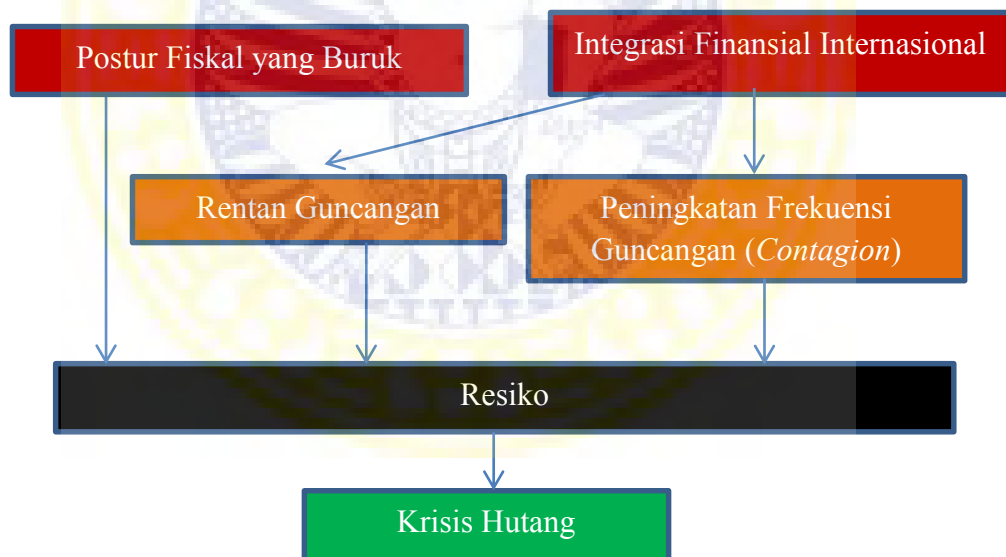 Postur Fiskal yang Buruk
Integrasi Finansial Internasional
Rentan Guncangan
Peningkatan Frekuensi
Guncangan (Contagion)
Resiko
Krisis Hutang